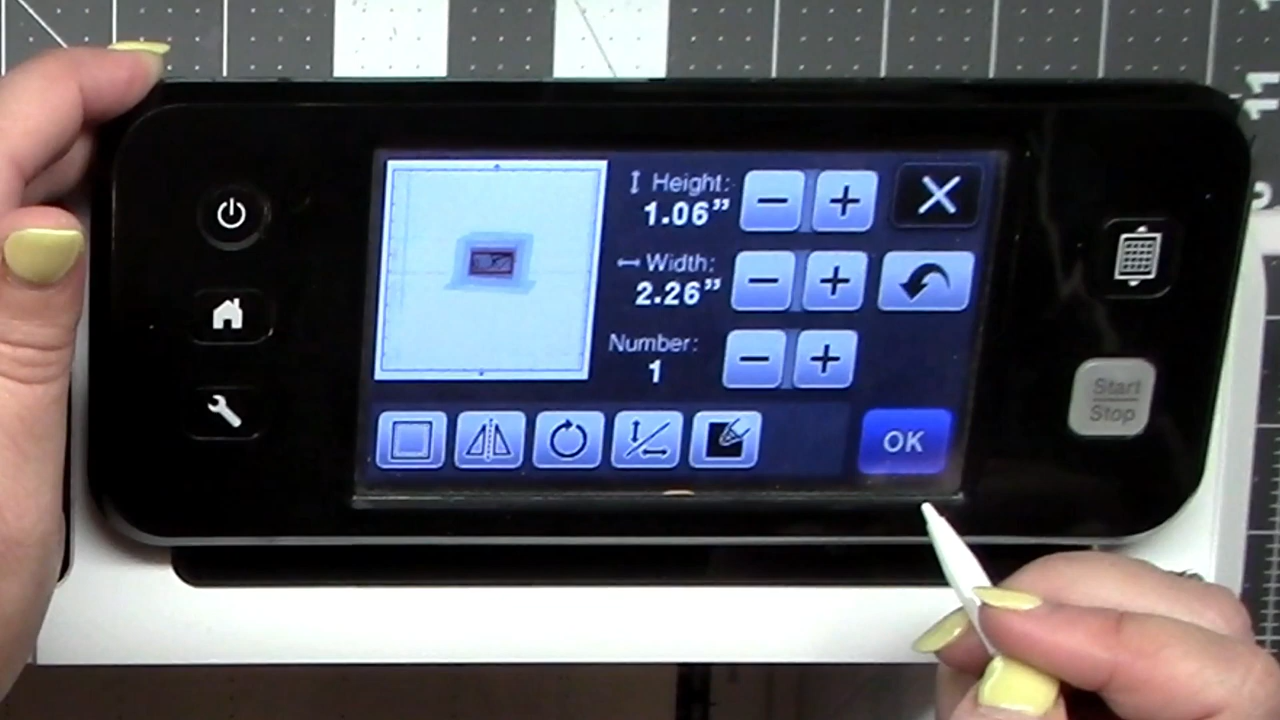 Height:
1.06”
Width:
2.26”
Number:
1
OK
Start
Stop
11